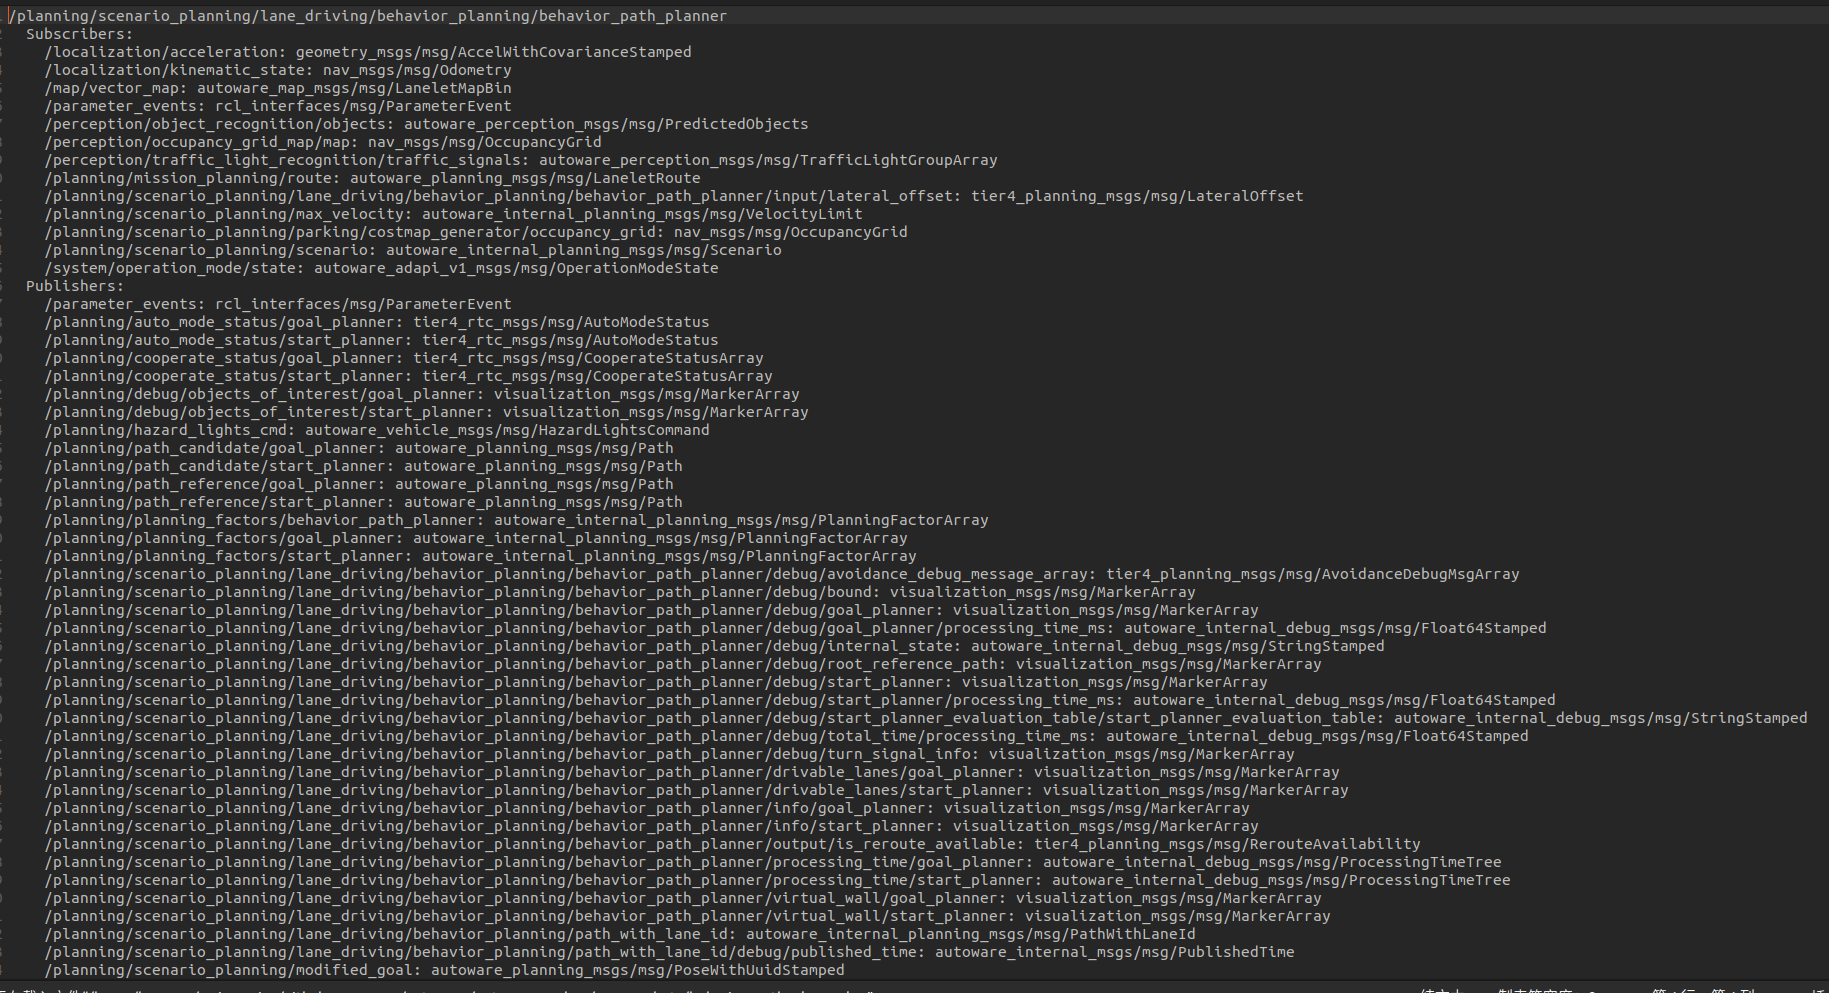 /planning/scenario_planning/lane_driving/behavior_planning/behavior_path_planner
Subscribers:
/localization/acceleration: geometry_msgs/msg/AccelWithCovarianceStamped
/localization/kinematic_state: nav_msgs/msg/Odometry
/map/vector_map: autoware_map_msgs/msg/LaneletMapBin
/parameter_events: rcl_interfaces/msg/ParameterEvent
/perception/object_recognition/objects: autoware_perception_msgs/msg/PredictedObjects
/perception/occupancy_grid_map/map: nav_msgs/msg/OccupancyGrid
/perception/traffic_light_recognition/traffic_signals: autoware_perception_msgs/msg/TrafficLightGroupArray
/planning/mission_planning/route: autoware_planning_msgs/msg/LaneletRoute
/planning/scenario_planning/lane_driving/behavior_planning/behavior_path_planner/input/lateral_offset: tier4_planning_msgs/msg/LateralOffset
/planning/scenario_planning/max_velocity: autoware_internal_planning_msgs/msg/VelocityLimit
/planning/scenario_planning/parking/costmap_generator/occupancy_grid: nav_msgs/msg/OccupancyGrid
/planning/scenario_planning/scenario: autoware_internal_planning_msgs/msg/Scenario
/system/operation_mode/state: autoware_adapi_v1_msgs/msg/OperationModeState
Publishers:
/parameter_events: rcl_interfaces/msg/ParameterEvent
/planning/auto_mode_status/goal_planner: tier4_rtc_msgs/msg/AutoModeStatus
/planning/auto_mode_status/start_planner: tier4_rtc_msgs/msg/AutoModeStatus
/planning/cooperate_status/goal_planner: tier4_rtc_msgs/msg/CooperateStatusArray
/planning/cooperate_status/start_planner: tier4_rtc_msgs/msg/CooperateStatusArray
/planning/debug/objects_of_interest/goal_planner: visualization_msgs/msg/MarkerArray
/planning/debug/objects_of_interest/start_planner: visualization_msgs/msg/MarkerArray
/planning/hazard_lights_cmd: autoware_vehicle_msgs/msg/HazardLightsCommand
/planning/path_candidate/goal_planner: autoware_planning_msgs/msg/Path
/planning/path_candidate/start_planner: autoware_planning_msgs/msg/Path
/planning/path_reference/goal_planner: autoware_planning_msgs/msg/Path
/planning/path_reference/start_planner: autoware_planning_msgs/msg/Path
/planning/planning_factors/behavior_path_planner: autoware_internal_planning_msgs/msg/PlanningFactorArray
/planning/planning_factors/goal_planner: autoware_internal_planning_msgs/msg/PlanningFactorArray
/planning/planning_factors/start_planner: autoware_internal_planning_msgs/msg/PlanningFactorArray
/planning/scenario_planning/lane_driving/behavior_planning/behavior_path_planner/debug/avoidance_debug_message_array: tier4_planning_msgs/msg/AvoidanceDebugMsgArray
/planning/scenario_planning/lane_driving/behavior_planning/behavior_path_planner/debug/bound: visualization_msgs/msg/MarkerArray
/planning/scenario_planning/lane_driving/behavior_planning/behavior_path_planner/debug/goal_planner: visualization_msgs/msg/MarkerArray
/planning/scenario_planning/lane_driving/behavior_planning/behavior_path_planner/debug/goal_planner/processing_time_ms: autoware_internal_debug_msgs/msg/Float64Stamped
/planning/scenario_planning/lane_driving/behavior_planning/behavior_path_planner/debug/internal_state: autoware_internal_debug_msgs/msg/StringStamped
/planning/scenario_planning/lane_driving/behavior_planning/behavior_path_planner/debug/root_reference_path: visualization_msgs/msg/MarkerArray
/planning/scenario_planning/lane_driving/behavior_planning/behavior_path_planner/debug/start_planner: visualization_msgs/msg/MarkerArray
/planning/scenario_planning/lane_driving/behavior_planning/behavior_path_planner/debug/start_planner/processing_time_ms: autoware_internal_debug_msgs/msg/Float64Stamped
/planning/scenario_planning/lane_driving/behavior_planning/behavior_path_planner/debug/start_planner_evaluation_table/start_planner_evaluation_table: autoware_internal_debug_msgs/msg/StringStamped
/planning/scenario_planning/lane_driving/behavior_planning/behavior_path_planner/debug/total_time/processing_time_ms: autoware_internal_debug_msgs/msg/Float64Stamped
/planning/scenario_planning/lane_driving/behavior_planning/behavior_path_planner/debug/turn_signal_info: visualization_msgs/msg/MarkerArray
/planning/scenario_planning/lane_driving/behavior_planning/behavior_path_planner/drivable_lanes/goal_planner: visualization_msgs/msg/MarkerArray
/planning/scenario_planning/lane_driving/behavior_planning/behavior_path_planner/drivable_lanes/start_planner: visualization_msgs/msg/MarkerArray
/planning/scenario_planning/lane_driving/behavior_planning/behavior_path_planner/info/goal_planner: visualization_msgs/msg/MarkerArray
/planning/scenario_planning/lane_driving/behavior_planning/behavior_path_planner/info/start_planner: visualization_msgs/msg/MarkerArray
/planning/scenario_planning/lane_driving/behavior_planning/behavior_path_planner/output/is_reroute_available: tier4_planning_msgs/msg/RerouteAvailability
/planning/scenario_planning/lane_driving/behavior_planning/behavior_path_planner/processing_time/goal_planner: autoware_internal_debug_msgs/msg/ProcessingTimeTree
/planning/scenario_planning/lane_driving/behavior_planning/behavior_path_planner/processing_time/start_planner: autoware_internal_debug_msgs/msg/ProcessingTimeTree
/planning/scenario_planning/lane_driving/behavior_planning/behavior_path_planner/virtual_wall/goal_planner: visualization_msgs/msg/MarkerArray
/planning/scenario_planning/lane_driving/behavior_planning/behavior_path_planner/virtual_wall/start_planner: visualization_msgs/msg/MarkerArray
/planning/scenario_planning/lane_driving/behavior_planning/path_with_lane_id: autoware_internal_planning_msgs/msg/PathWithLaneId
/planning/scenario_planning/lane_driving/behavior_planning/path_with_lane_id/debug/published_time: autoware_internal_msgs/msg/PublishedTime
/planning/scenario_planning/modified_goal: autoware_planning_msgs/msg/PoseWithUuidStamped